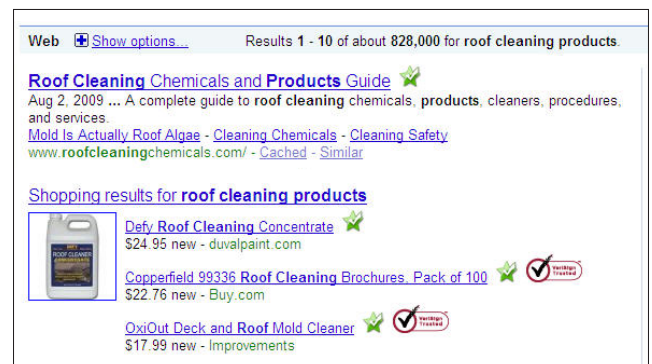 Web Show options... Results 1 - 10 of about 828,000 for roof cleaning products.
Roof Cleaning Chemicals and Products Guide
Aug 2, 2009 ... A complete guide to roof cleaning chemicals, products, cleaners, procedures,
and services.
Mold Is Actually Roof Algae - Cleaning Chemicals - Cleaning Safety
www.roofcleaningchemicals.com/ - Cached - Similar
Shopping results for roof cleaning products
ROOF CLEANER
Defy Roof Cleaning Concentrate
$24.95 new - duvalpaint.com
Copperfield 99336 Roof Cleaning Brochures, Pack of 100 VeriSign Trusted
$22.76 new - Buy.com
OxiOut Deck and Roof Mold Cleaner VeriSign Trusted
$17.99 new - Improvements